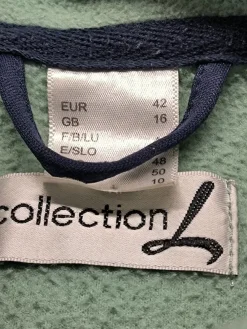 EUR 42
GB 16
F/B/LU
E/SLO
48
50
10
collection L